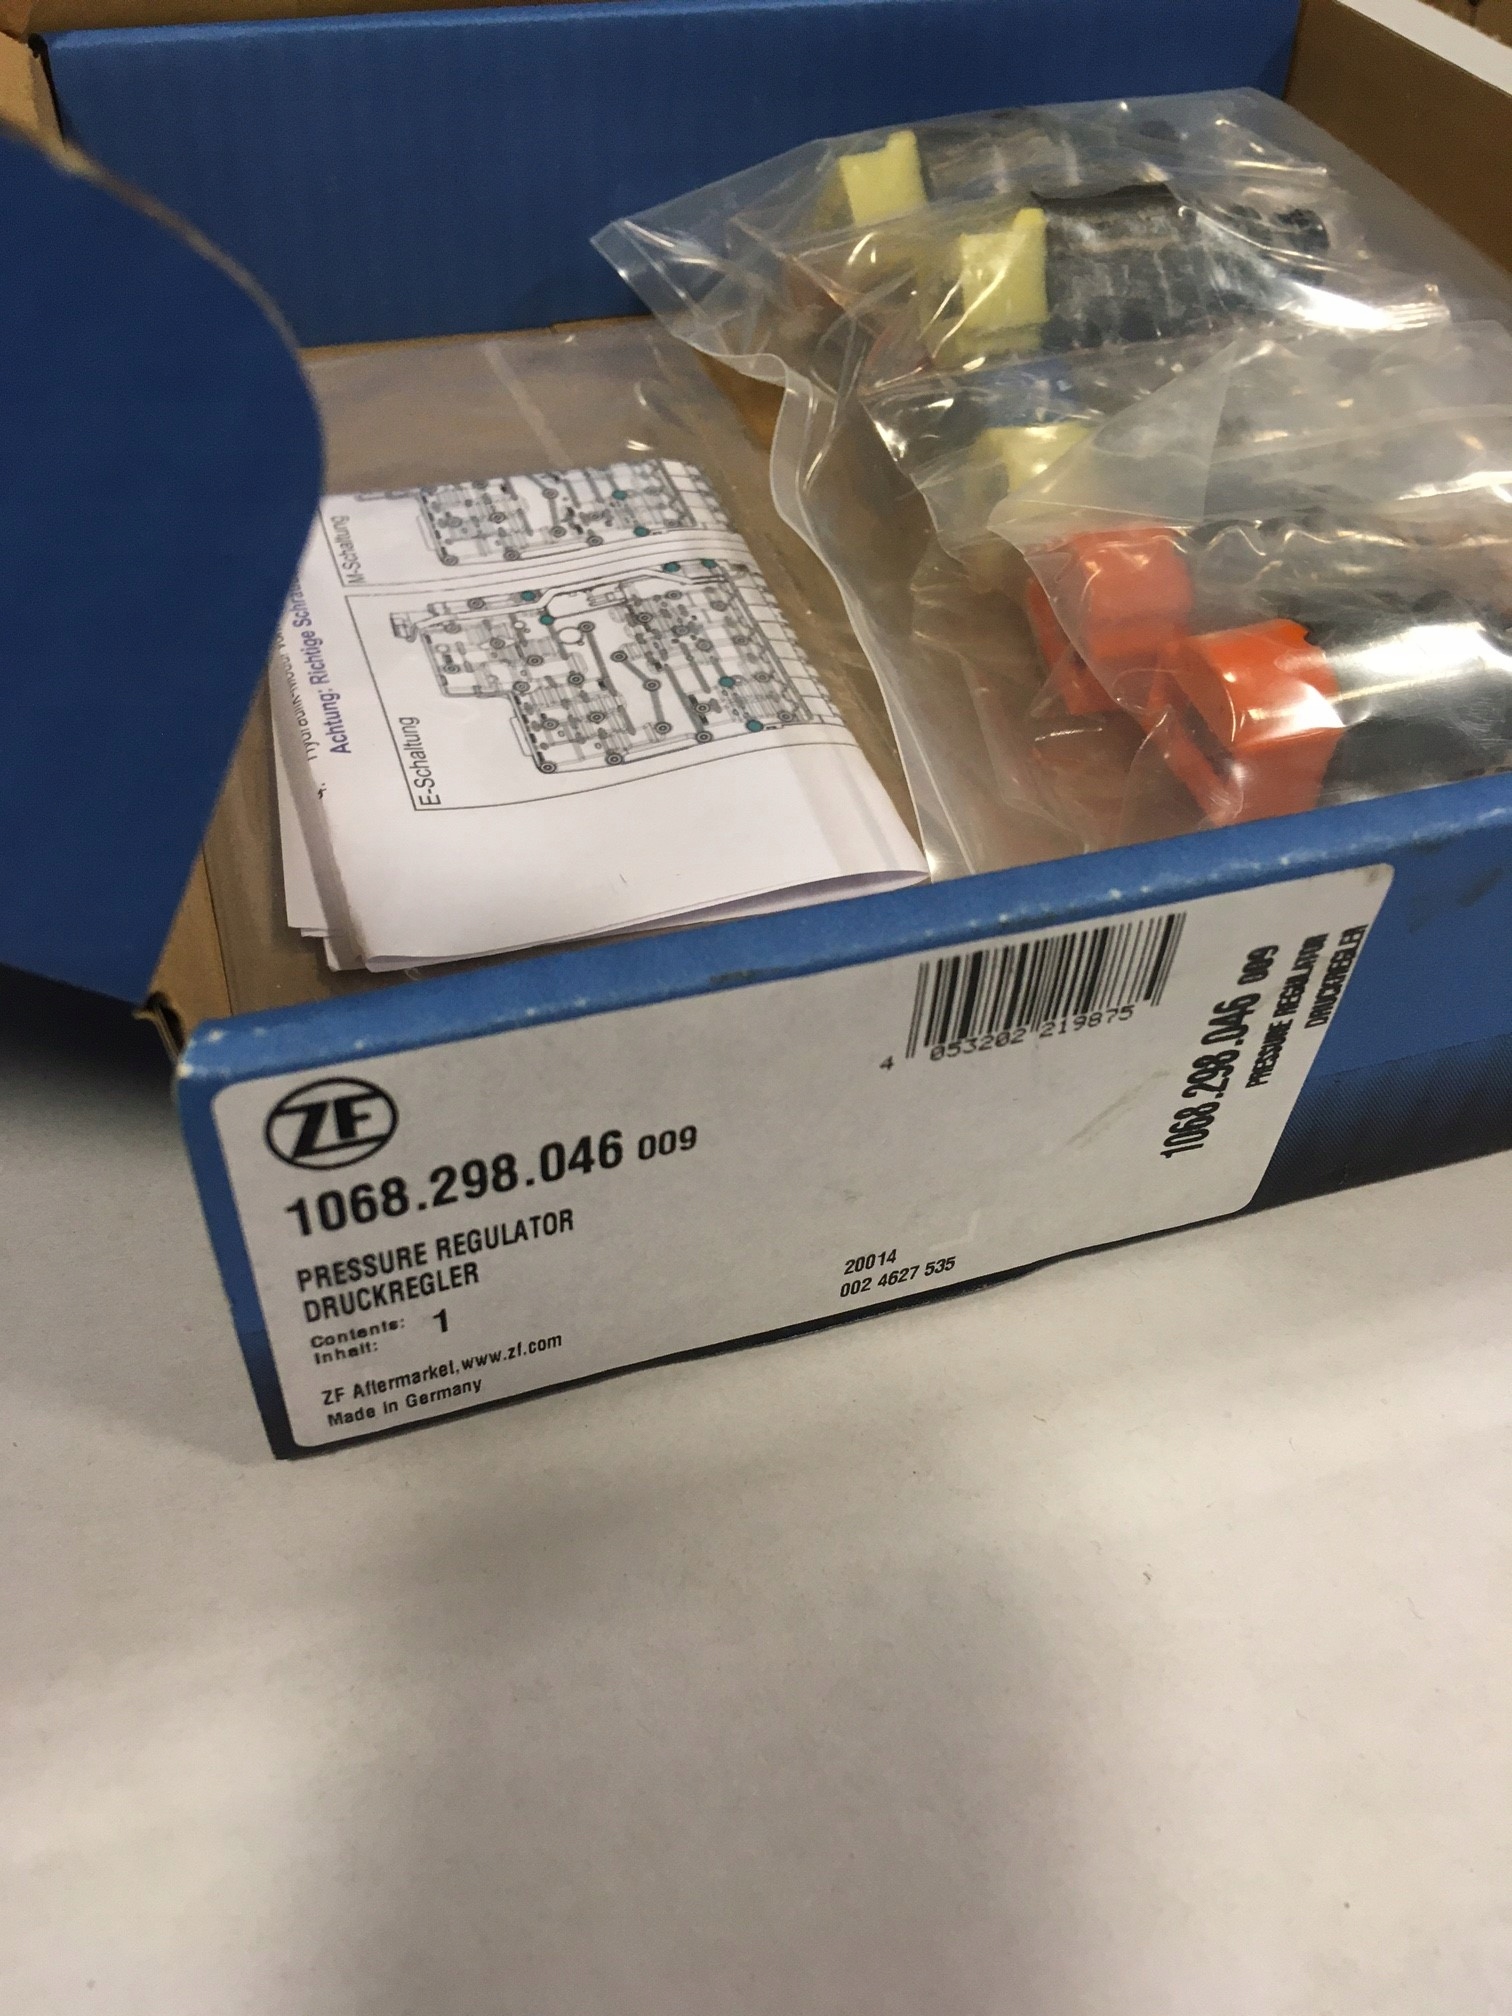 M-Schaltung
Achtung: Richtige
E-Schaltung
ZF
1068.298.046 009
PRESSURE REGULATOR
DRUCKREGLER
Contents: 1
Inhalt:
ZF Aftermarket,www.zf.com
Made in Germany
4 053202 219875
20014
002 4627 535
1068.298.046 009
PRESSURE REGULATOR
DRUCKREGLER